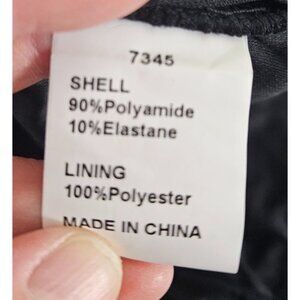 7345
SHELL
90%Polyamide
10%Elastane
LINING
100%Polyester
MADE IN CHINA